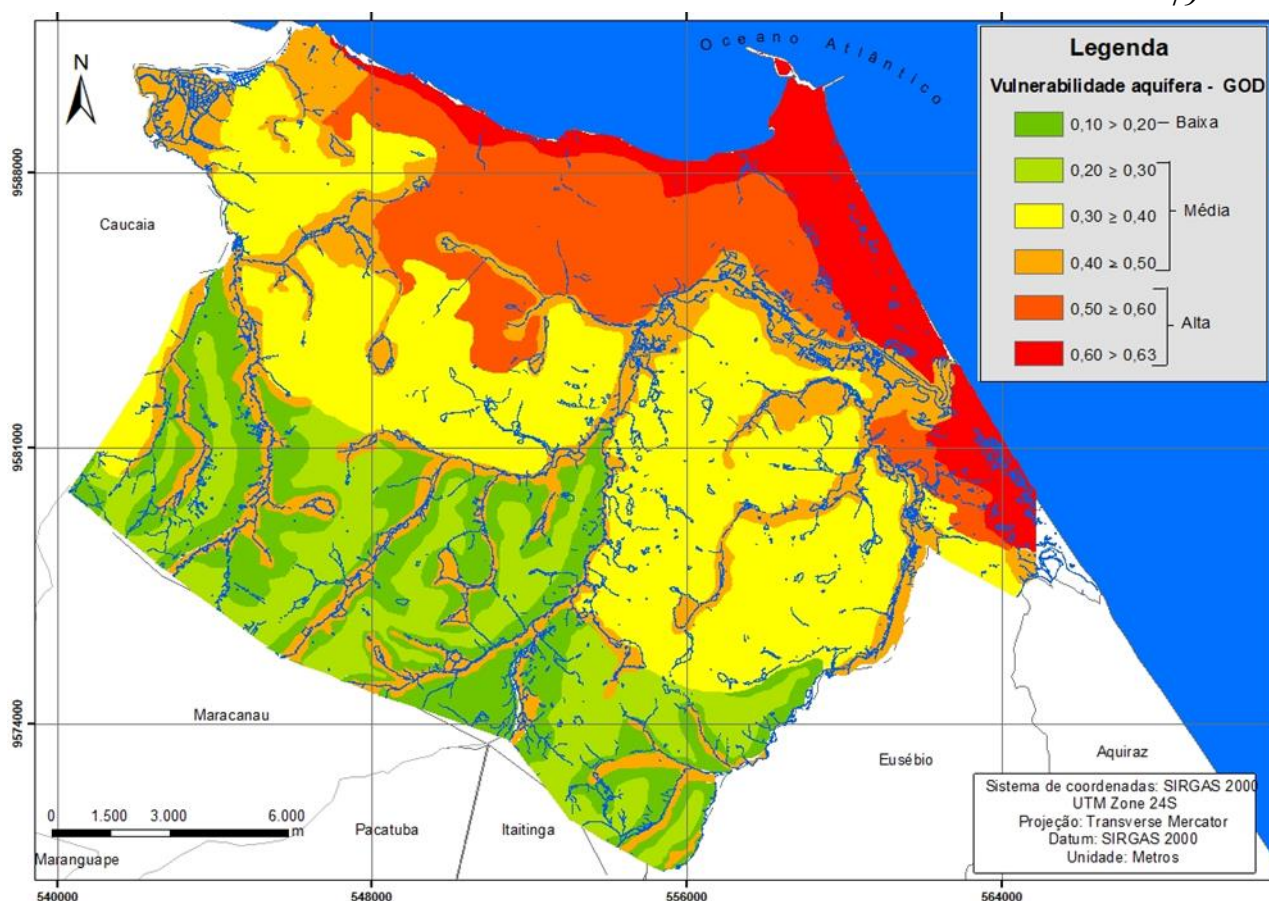 Oceano Atlântico
N
Legenda
Vulnerabilidade aquífera - GOD
0,10 > 0,20 Baixa
0,20 ≥ 0,30
0,30 ≥ 0,40 Média
0,40 ≥ 0,50
0,50 ≥ 0,60
Alta
0,60 > 0,63
9588000
9581000
9574000
Caucaia
Maracanau
Eusébio
Aquiraz
Pacatuba
Itaitinga
Maranguape
0 1.500 3.000 6.000
m
Sistema de coordenadas: SIRGAS 2000
UTM Zone 24S
Projeção: Transverse Mercator
Datum: SIRGAS 2000
Unidade: Metros
540000 548000 556000 564000